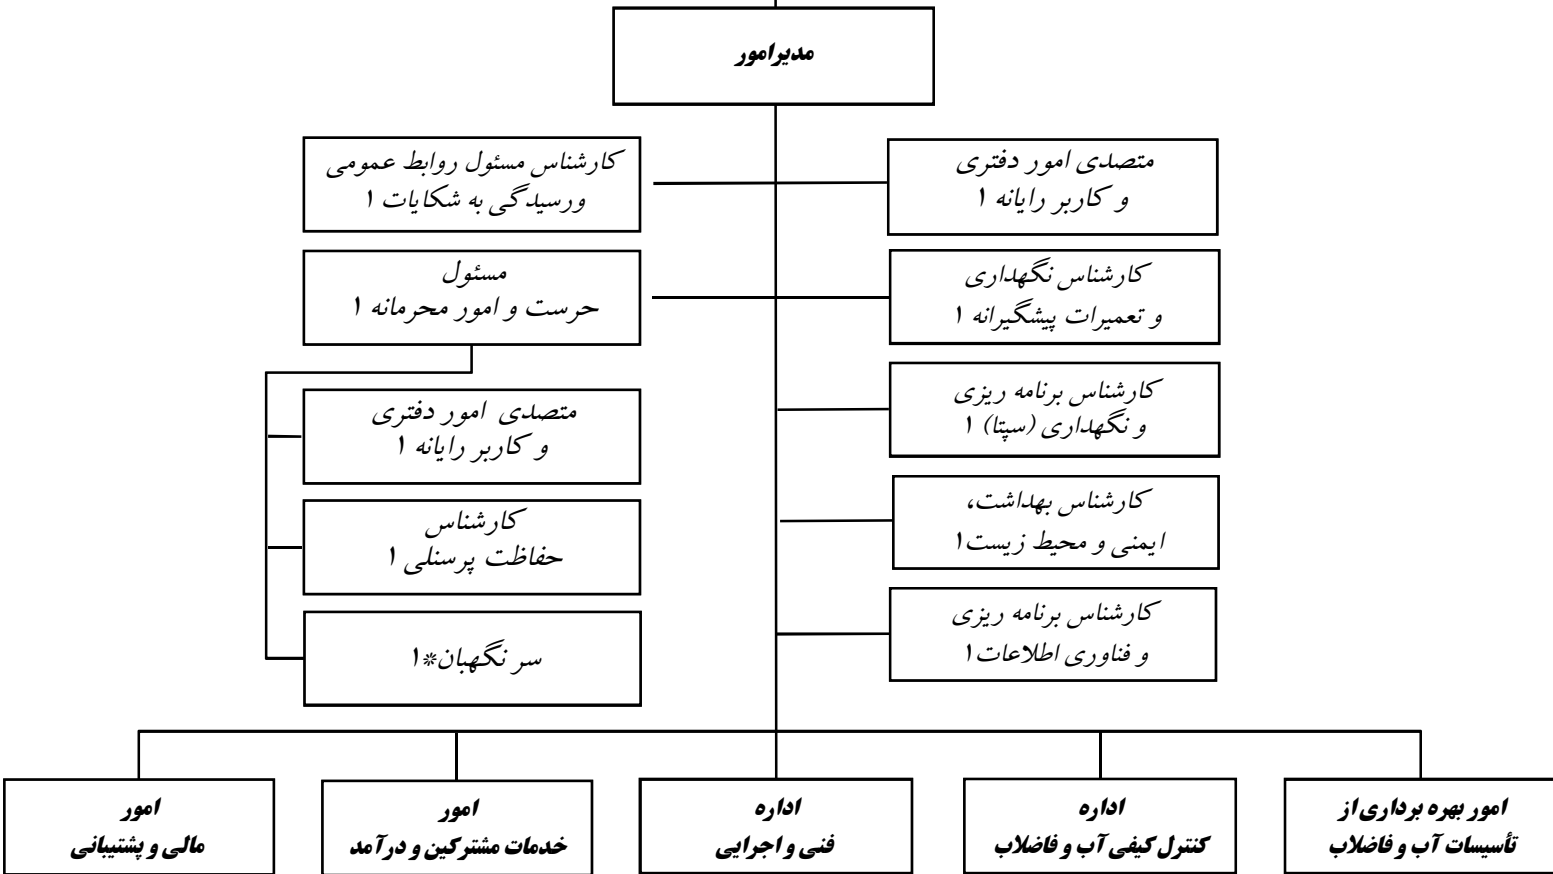 مدیرامور
متصدی امور دفتری
و کاربر رایانه ۱
کارشناس مسئول روابط عمومی
ورسیدگی به شکایات ۱
کارشناس نگهداری
و تعمیرات پیشگیرانه ۱
مسئول
حرست و امور محرمانه ۱
کارشناس برنامه ریزی
و نگهداری (سپتا) ۱
متصدی امور دفتری
و کاربر رایانه ۱
کارشناس بهداشت،
ایمنی و محیط زیست۱
کارشناس
حفاظت پرسنلی ۱
کارشناس برنامه ریزی
و فناوری اطلاعات۱
سر نگهبان*۱
امور بهره برداری از
تأسیسات آب و فاضلاب
اداره
کنترل کیفی آب و فاضلاب
اداره
فنی و اجرایی
امور
خدمات مشترکین و درآمد
امور
مالی و پشتیبانی